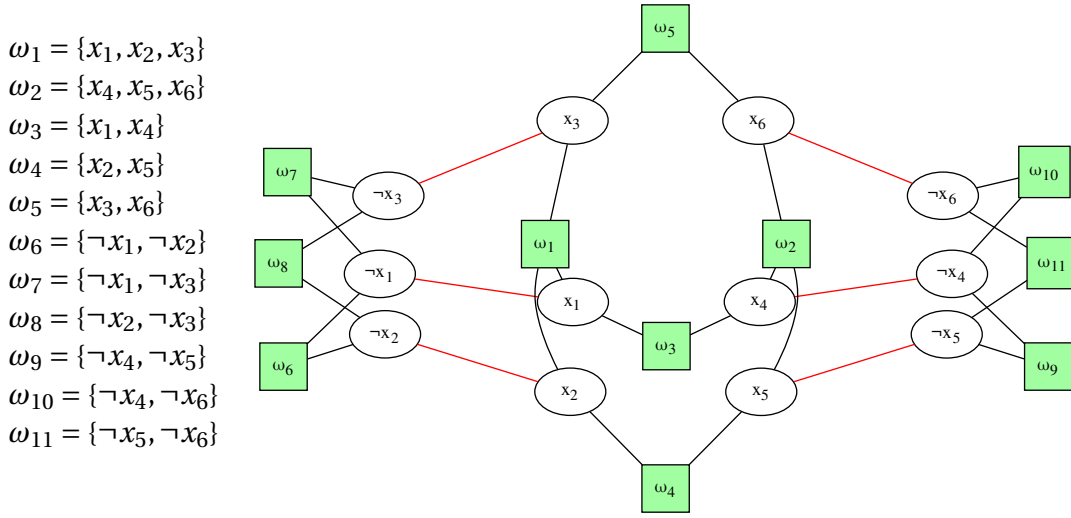 ω₁ = {x₁, x₂, x₃}
ω₂ = {x₄, x₅, x₆}
ω₃ = {x₁, x₄}
ω₄ = {x₂, x₅}
ω₅ = {x₃, x₆}
ω₆ = {¬x₁, ¬x₂}
ω₇ = {¬x₁, ¬x₃}
ω₈ = {¬x₂, ¬x₃}
ω₉ = {¬x₄, ¬x₅}
ω₁₀ = {¬x₄, ¬x₆}
ω₁₁ = {¬x₅, ¬x₆}
ω₅
x₃ x₆
ω₇ ω₁₀
¬x₃ ¬x₆
ω₈ ω₁ ω₂ ω₁₁
¬x₁ ¬x₄
x₁ x₄
¬x₂ ω₃ ¬x₅
ω₆ ω₉
x₂ x₅
ω₄